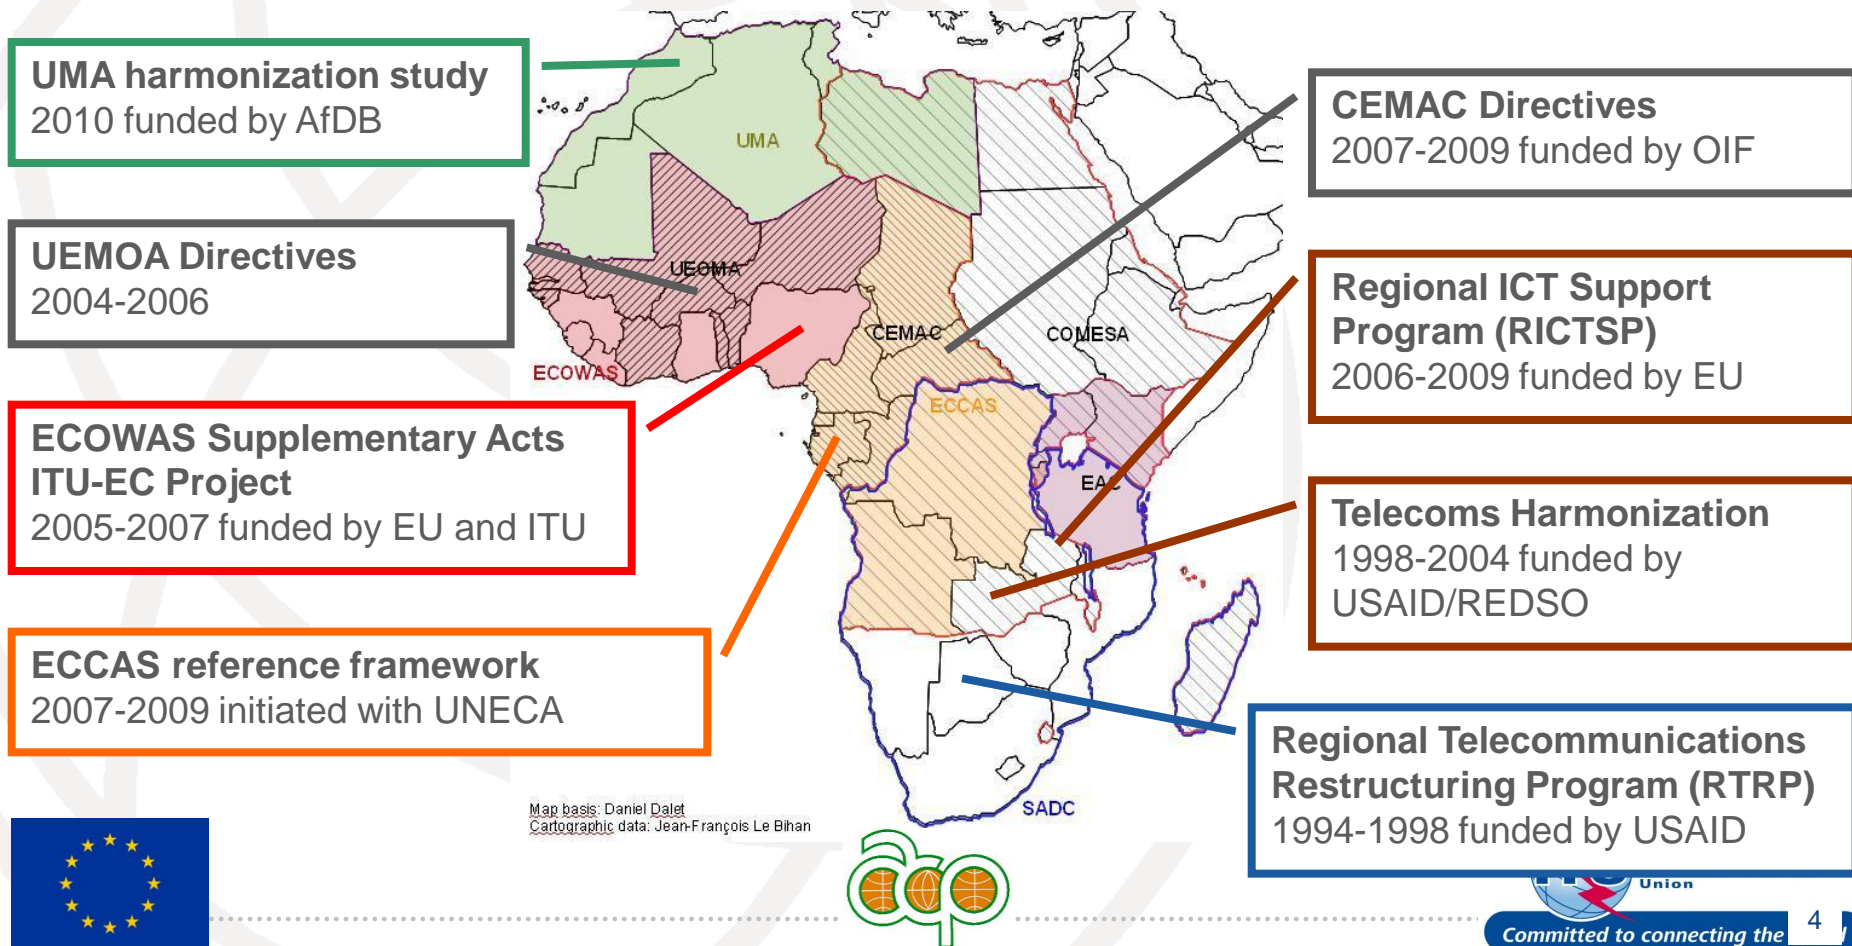 UMA harmonization study
2010 funded by AfDB
UEMOA Directives
2004-2006
ECOWAS Supplementary Acts
ITU-EC Project
2005-2007 funded by EU and ITU
ECCAS reference framework
2007-2009 initiated with UNECA
UMA
UEOMA
ECOWAS
CEMAC
COMESA
ECCAS
EAC
SADC
Map basis: Daniel Dalet
Cartographic data: Jean-François Le Bihan
CEMAC Directives
2007-2009 funded by OIF
Regional ICT Support
Program (RICTSP)
2006-2009 funded by EU
Telecoms Harmonization
1998-2004 funded by
USAID/REDSO
Regional Telecommunications
Restructuring Program (RTRP)
1994-1998 funded by USAID
acp
Union
Committed to connecting the
4